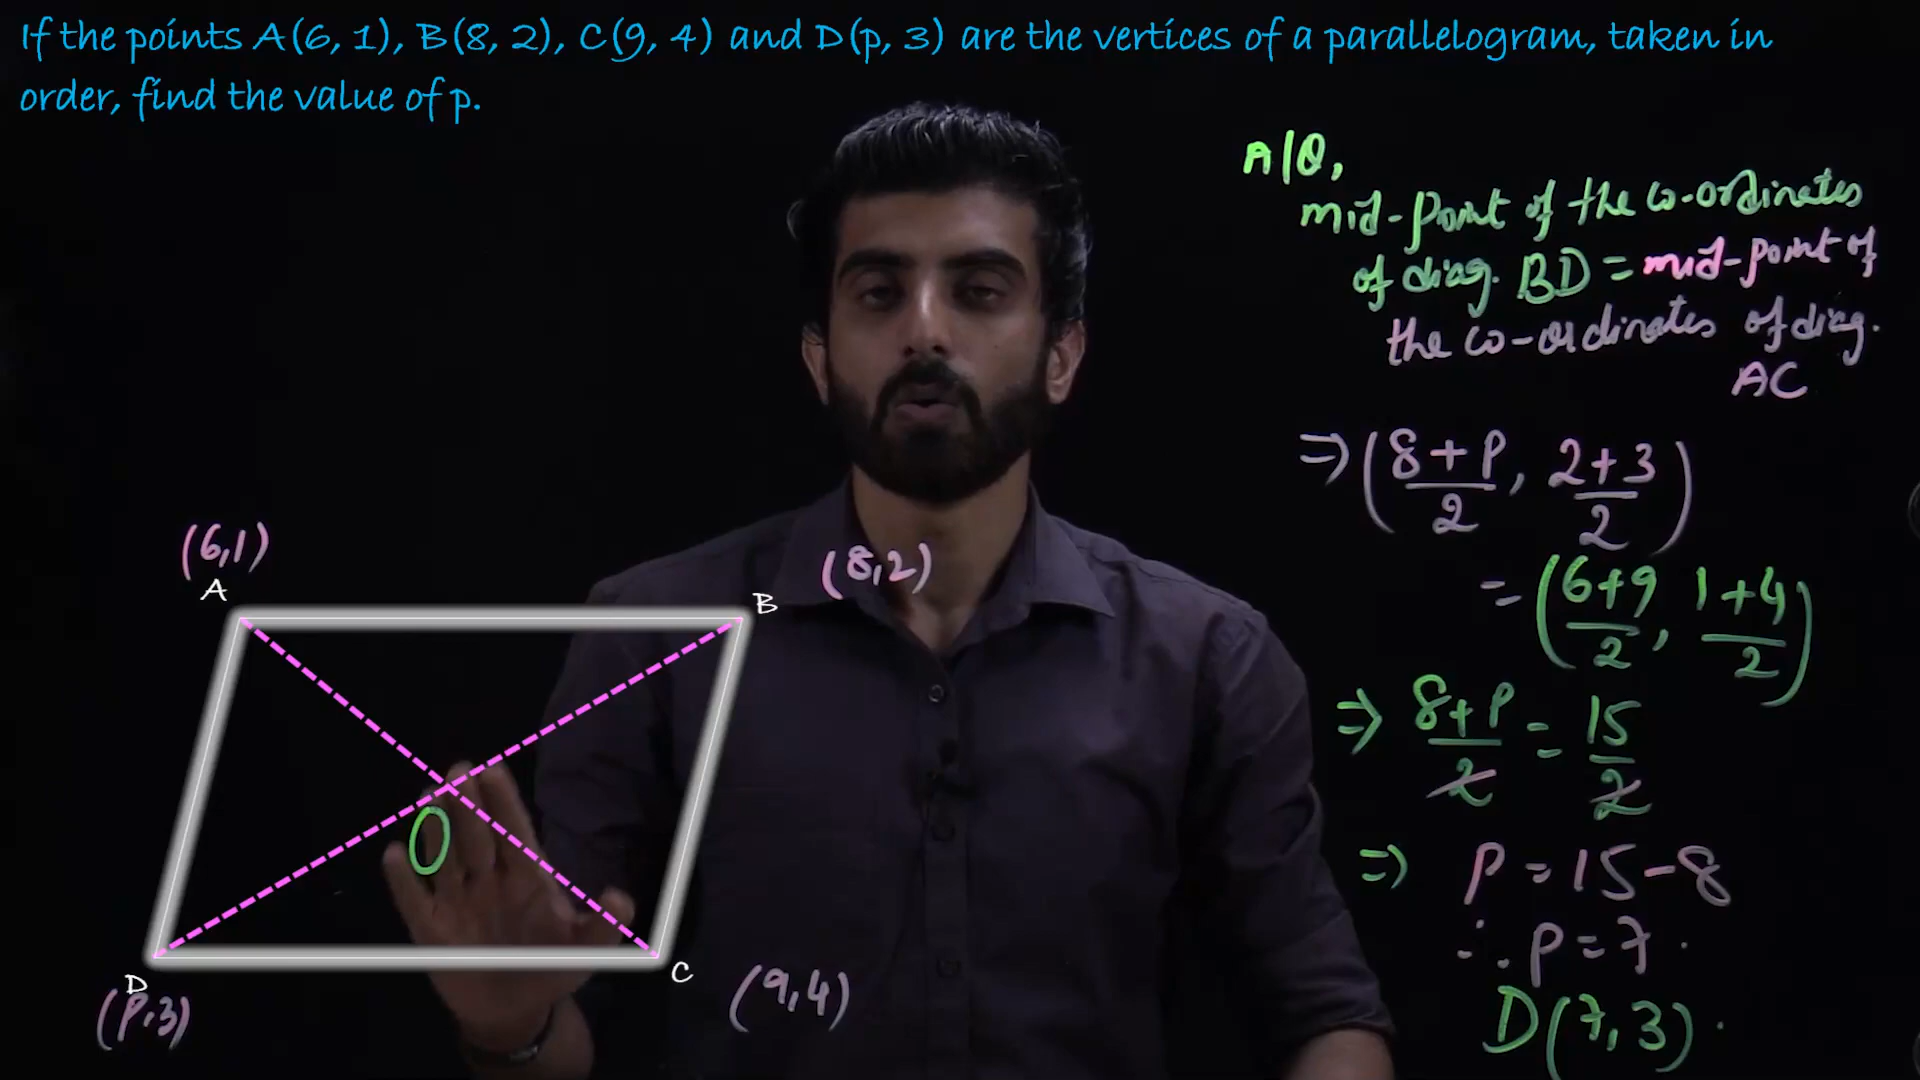 If the points A(6, 1), B(8, 2), C(9, 4) and D(p, 3) are the vertices of a parallelogram, taken in
order, find the value of p.
A/Q,
mid-point of the co-ordinates
of diag. BD = mid-point of
the co-ordinates of diag.
AC
⇒ (8+P/2, 2+3/2)
= (6+9/2, 1+4/2)
⇒ 8+P/2 = 15/2
⇒ P = 15-8
∴ P = 7.
D(7,3).
(6,1)
A
B
(8,2)
O
D
(P,3)
C
(9,4)